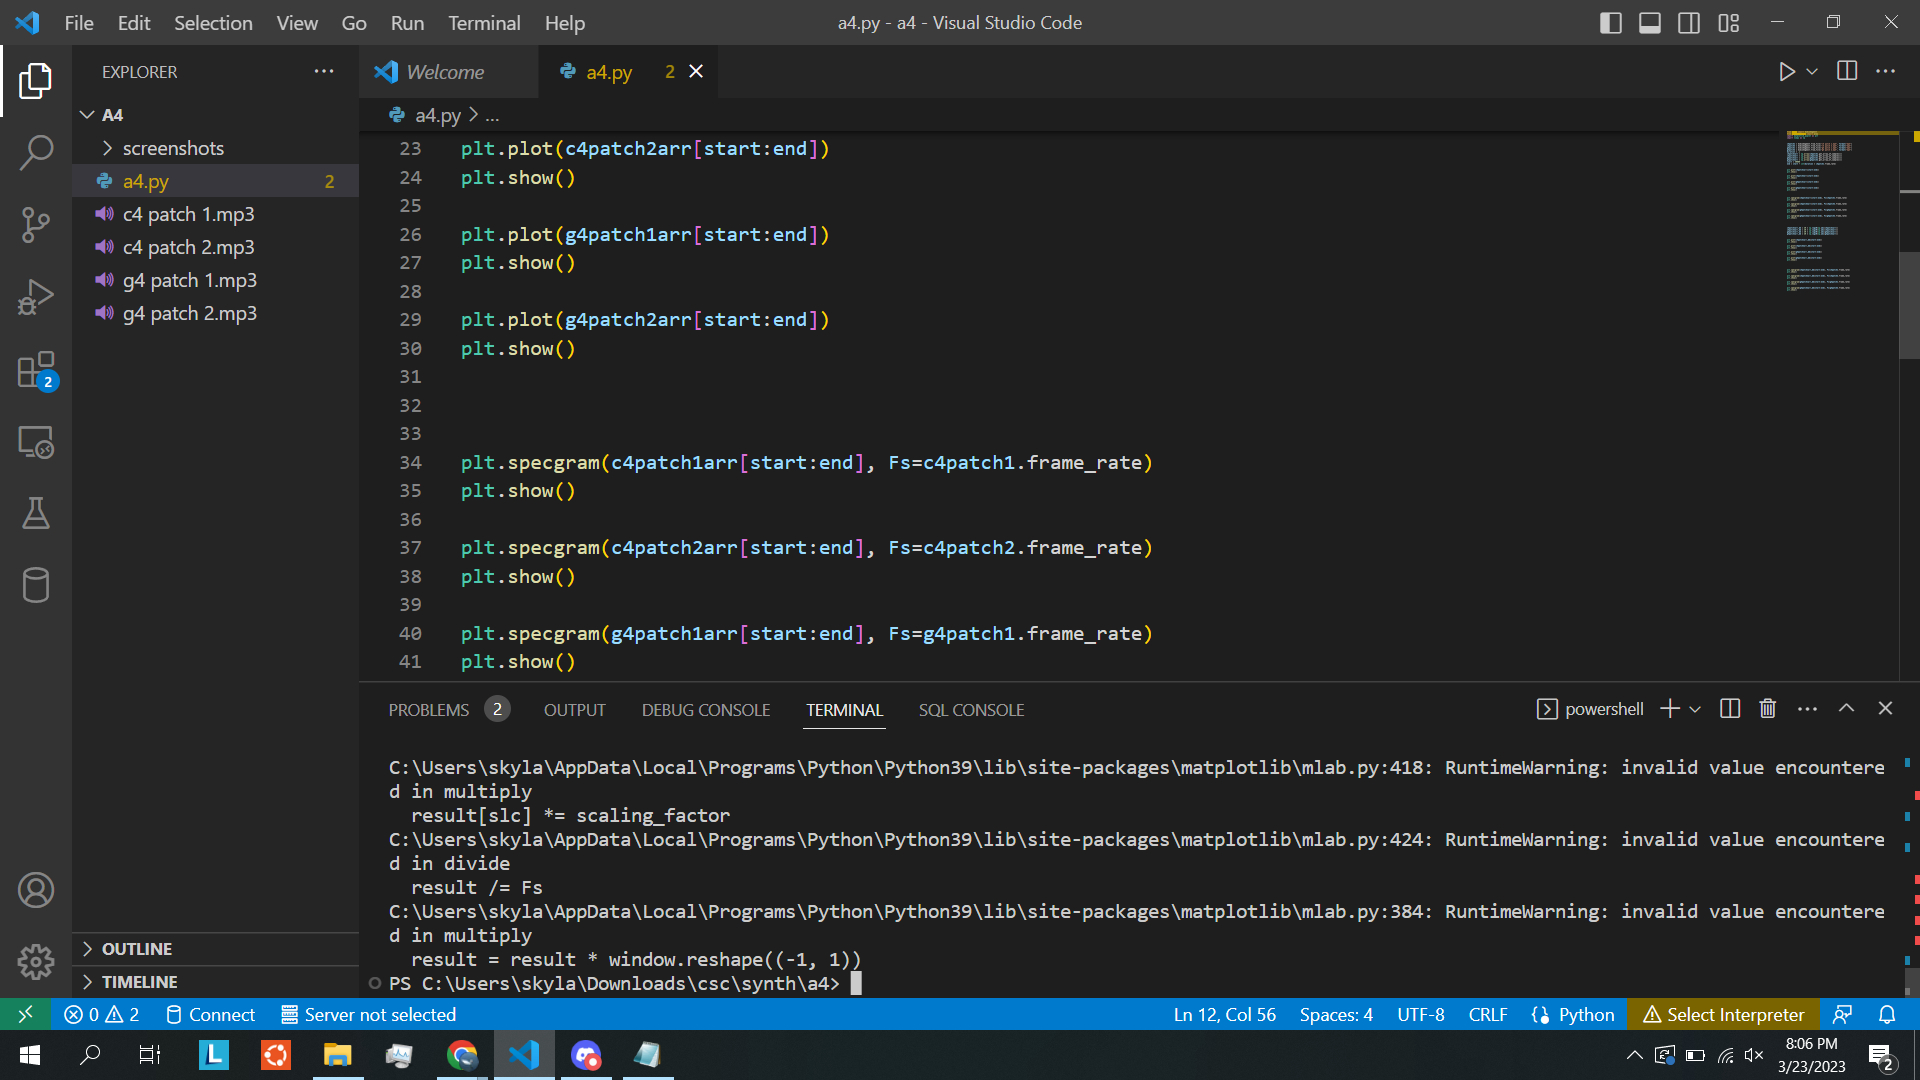 File Edit Selection View Go Run Terminal Help
a4.py - a4 - Visual Studio Code
EXPLORER
A4
screenshots
a4.py 2
c4 patch 1.mp3
c4 patch 2.mp3
g4 patch 1.mp3
g4 patch 2.mp3
2
OUTLINE
TIMELINE
Welcome
a4.py 2
a4.py > ...
23 plt.plot(c4patch2arr[start:end])
24 plt.show()
25
26 plt.plot(g4patch1arr[start:end])
27 plt.show()
28
29 plt.plot(g4patch2arr[start:end])
30 plt.show()
31
32
33
34 plt.specgram(c4patch1arr[start:end], Fs=c4patch1.frame_rate)
35 plt.show()
36
37 plt.specgram(c4patch2arr[start:end], Fs=c4patch2.frame_rate)
38 plt.show()
39
40 plt.specgram(g4patch1arr[start:end], Fs=g4patch1.frame_rate)
41 plt.show()
PROBLEMS 2 OUTPUT DEBUG CONSOLE TERMINAL SQL CONSOLE
powershell
C:\Users\skyla\AppData\Local\Programs\Python\Python39\lib\site-packages\matplotlib\mlab.py:418: RuntimeWarning: invalid value encountere
d in multiply
result[slc] *= scaling_factor
C:\Users\skyla\AppData\Local\Programs\Python\Python39\lib\site-packages\matplotlib\mlab.py:424: RuntimeWarning: invalid value encountere
d in divide
result /= Fs
C:\Users\skyla\AppData\Local\Programs\Python\Python39\lib\site-packages\matplotlib\mlab.py:384: RuntimeWarning: invalid value encountere
d in multiply
result = result * window.reshape((-1, 1))
PS C:\Users\skyla\Downloads\csc\synth\a4>
0 2 Connect Server not selected
Ln 12, Col 56 Spaces: 4 UTF-8 CRLF Python Select Interpreter
L
8:06 PM
3/23/2023
2